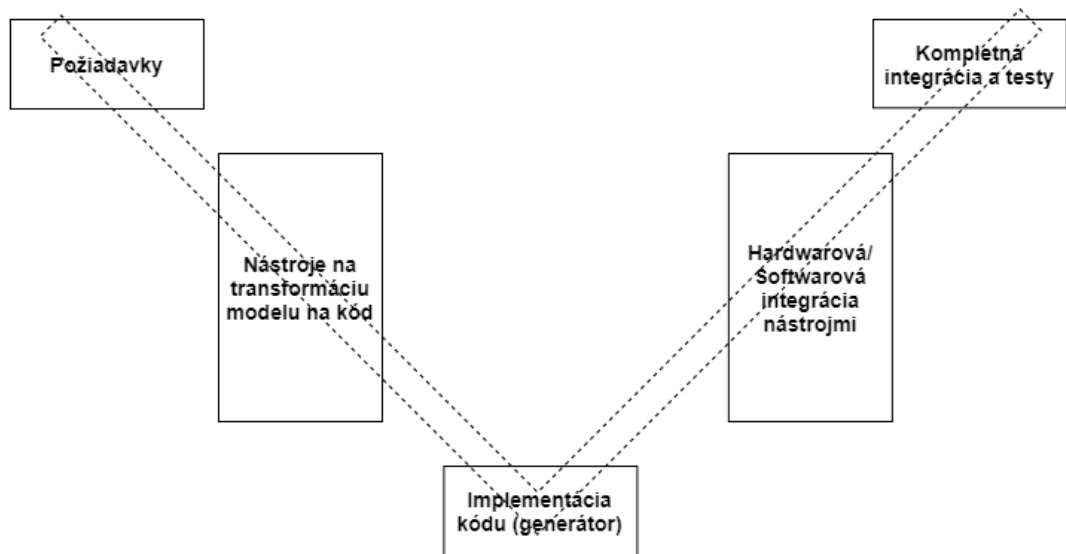 Požiadavky
Kompletná
integrácia a testy
Nástroje na
transformáciu
modelu na kód
Hardwarová/
Softwarová
integrácia
nástrojmi
Implementácia
kódu (generátor)